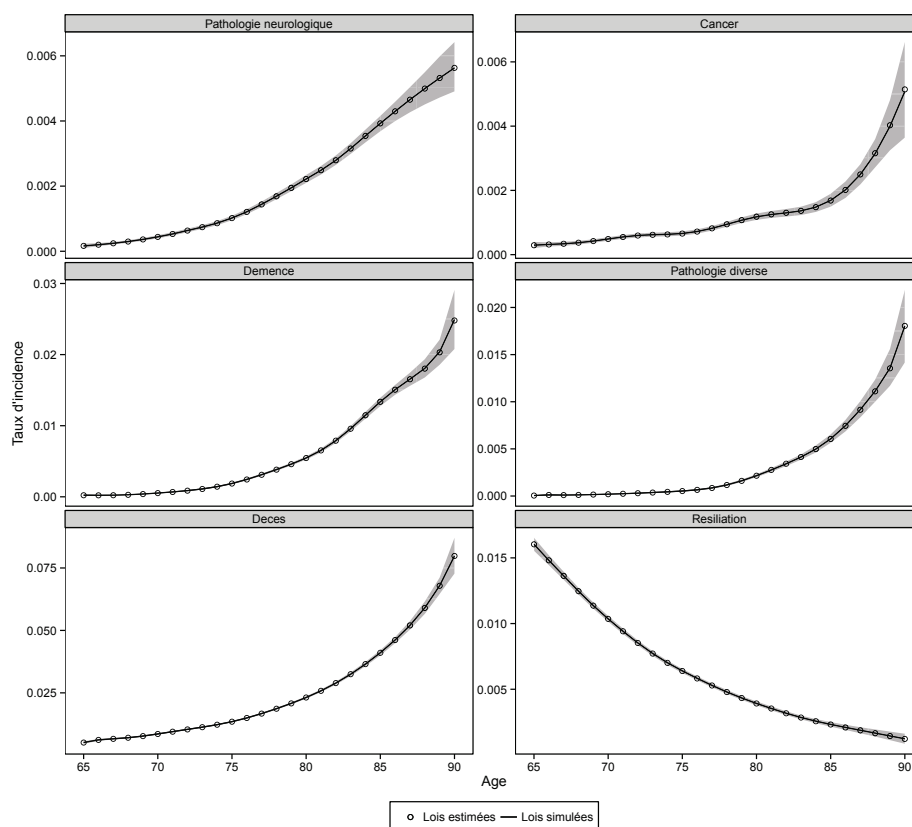 Pathologie neurologique
Cancer
0.006
0.004
0.002
0.000
0.006
0.004
0.002
0.000
Demence
Pathologie diverse
0.03
0.02
0.01
0.00
0.020
0.015
0.010
0.005
0.000
Taux d'incidence
Deces
Resiliation
0.075
0.050
0.025
0.015
0.010
0.005
65 70 75 80 85 90
65 70 75 80 85 90
Age
Lois estimées Lois simulées